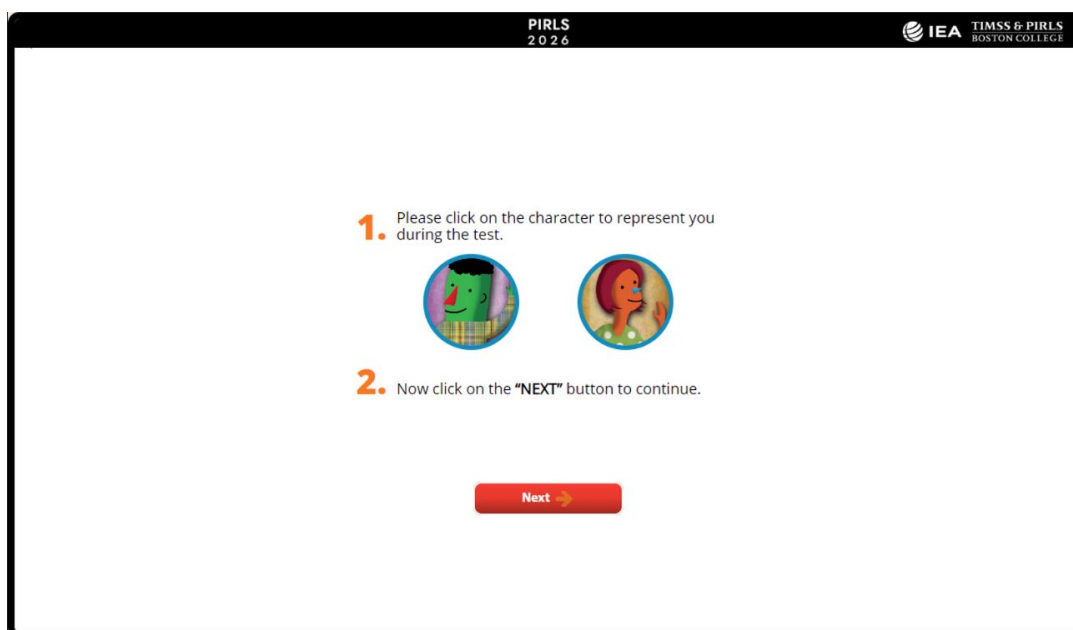 PIRLS
2026
IEA
TIMSS & PIRLS
BOSTON COLLEGE
1. Please click on the character to represent you
during the test.
2. Now click on the “NEXT” button to continue.
Next